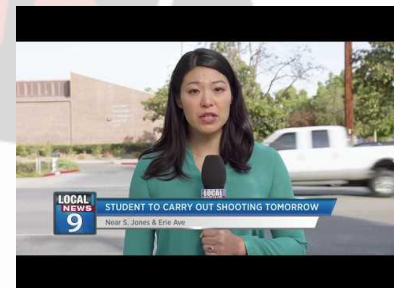 LOCAL
LOCAL
NEWS
9
STUDENT TO CARRY OUT SHOOTING TOMORROW
Near S. Jones & Erie Ave